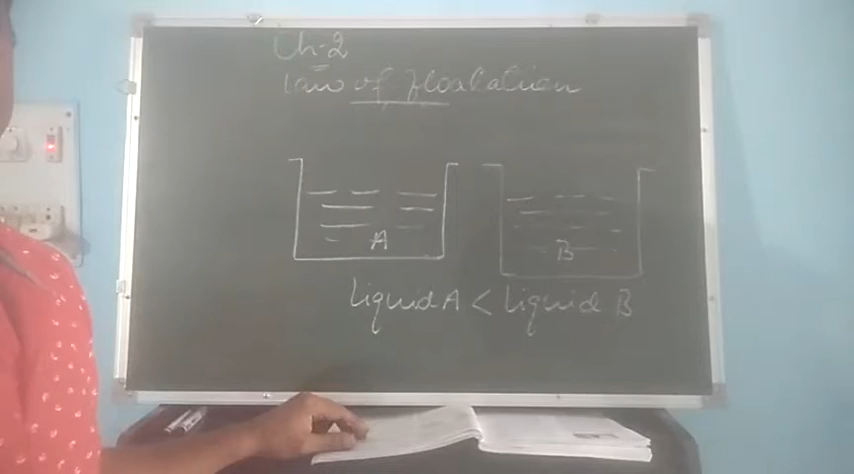 Ch-2
Law of floatation
A
B
Liquid A < Liquid B